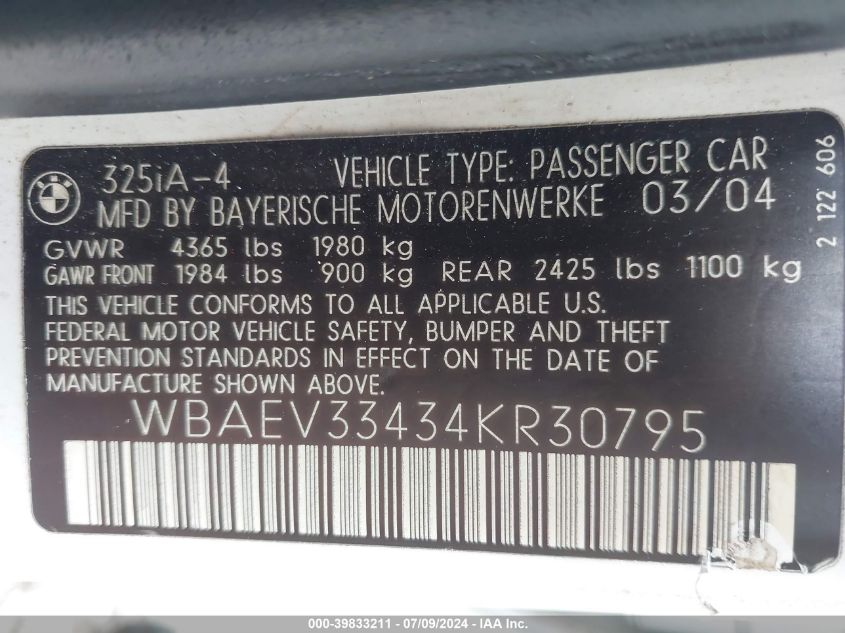 325iA-4 VEHICLE TYPE: PASSENGER CAR
MFD BY BAYERISCHE MOTORENWERKE 03/04
GVWR 4365 lbs 1980 kg
GAWR FRONT 1984 lbs 900 kg REAR 2425 lbs 1100 kg
THIS VEHICLE CONFORMS TO ALL APPLICABLE U.S.
FEDERAL MOTOR VEHICLE SAFETY, BUMPER AND THEFT
PREVENTION STANDARDS IN EFFECT ON THE DATE OF
MANUFACTURE SHOWN ABOVE.
WBAEV33434KR30795
2 122 606
000-39833211 - 07/09/2024 - IAA Inc.